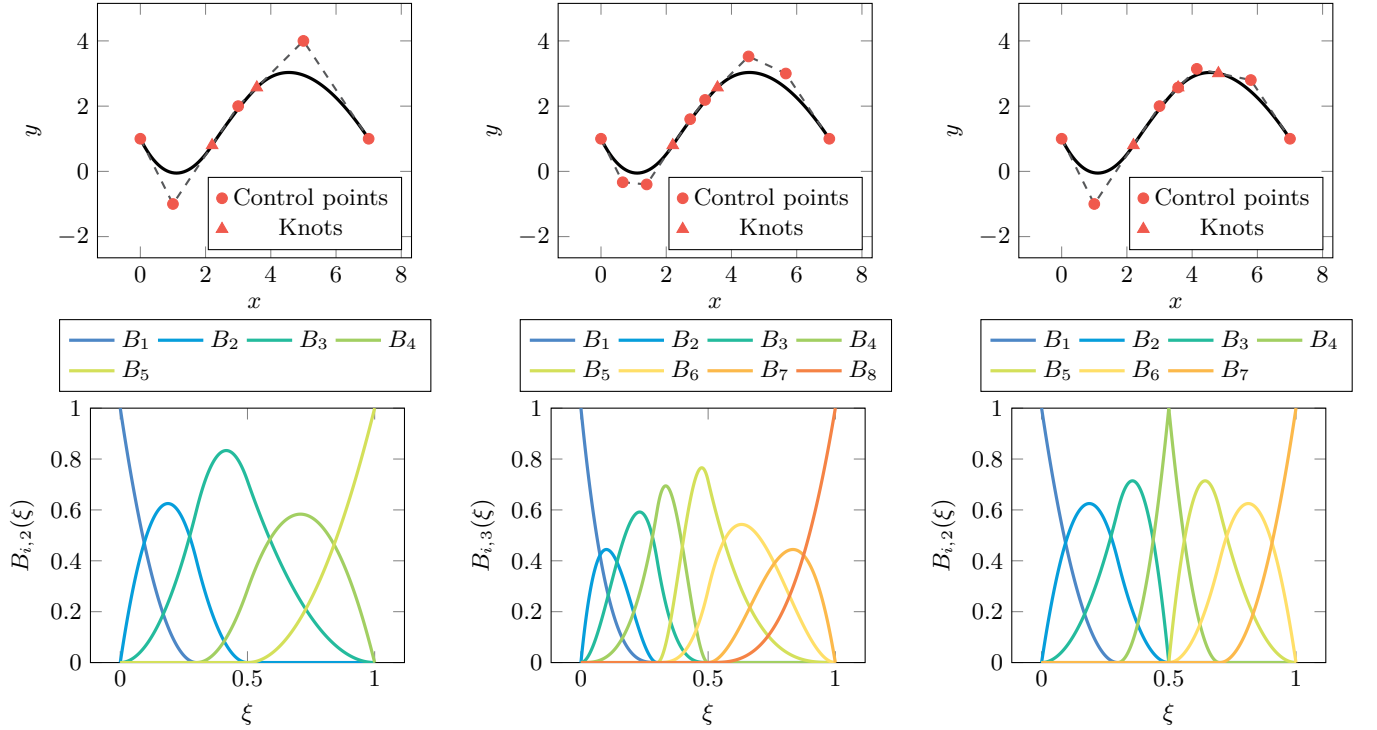 4
2
0
−2
y
0 2 4 6 8
x
Control points
Knots
4
2
0
−2
y
0 2 4 6 8
x
Control points
Knots
4
2
0
−2
y
0 2 4 6 8
x
Control points
Knots
B₁ B₂ B₃ B₄
B₅
B₁ B₂ B₃ B₄
B₅ B₆ B₇ B₈
B₁ B₂ B₃ B₄
B₅ B₆ B₇
1
0.8
0.6
0.4
0.2
0
B_{i,2}(ξ)
0 0.5 1
ξ
1
0.8
0.6
0.4
0.2
0
B_{i,3}(ξ)
0 0.5 1
ξ
1
0.8
0.6
0.4
0.2
0
B_{i,2}(ξ)
0 0.5 1
ξ